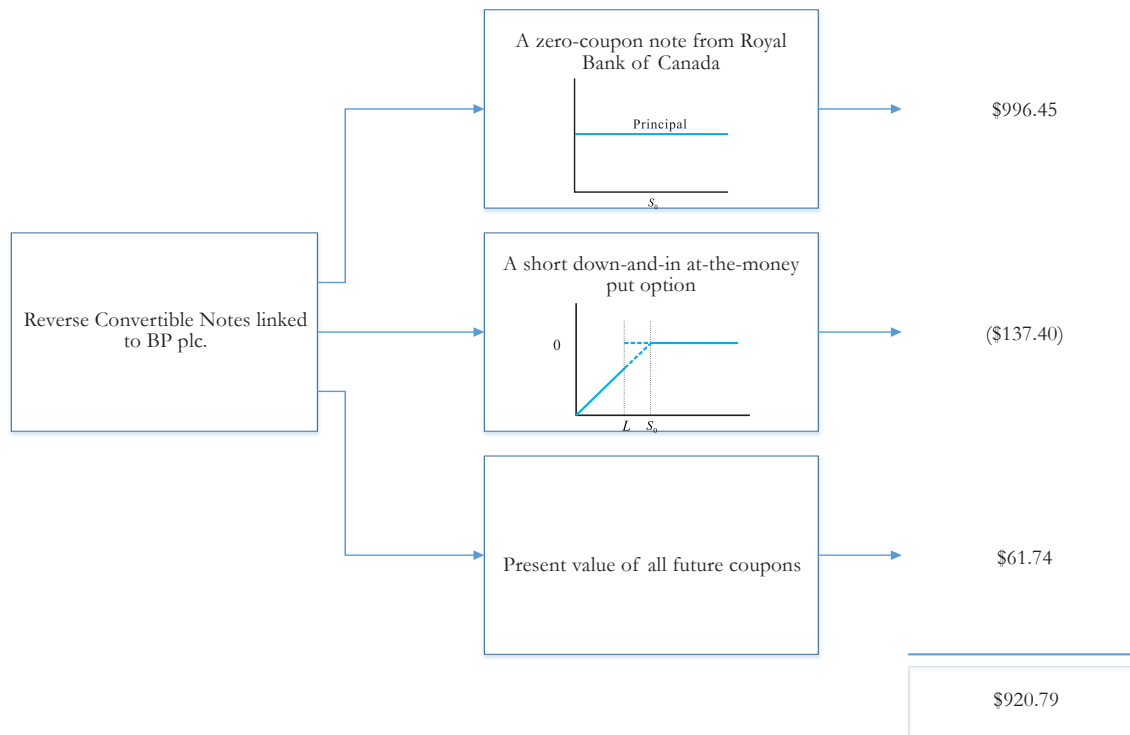 A zero-coupon note from Royal
Bank of Canada
Principal
S₀
$996.45
Reverse Convertible Notes linked
to BP plc.
A short down-and-in at-the-money
put option
0
L S₀
($137.40)
Present value of all future coupons
$61.74
$920.79